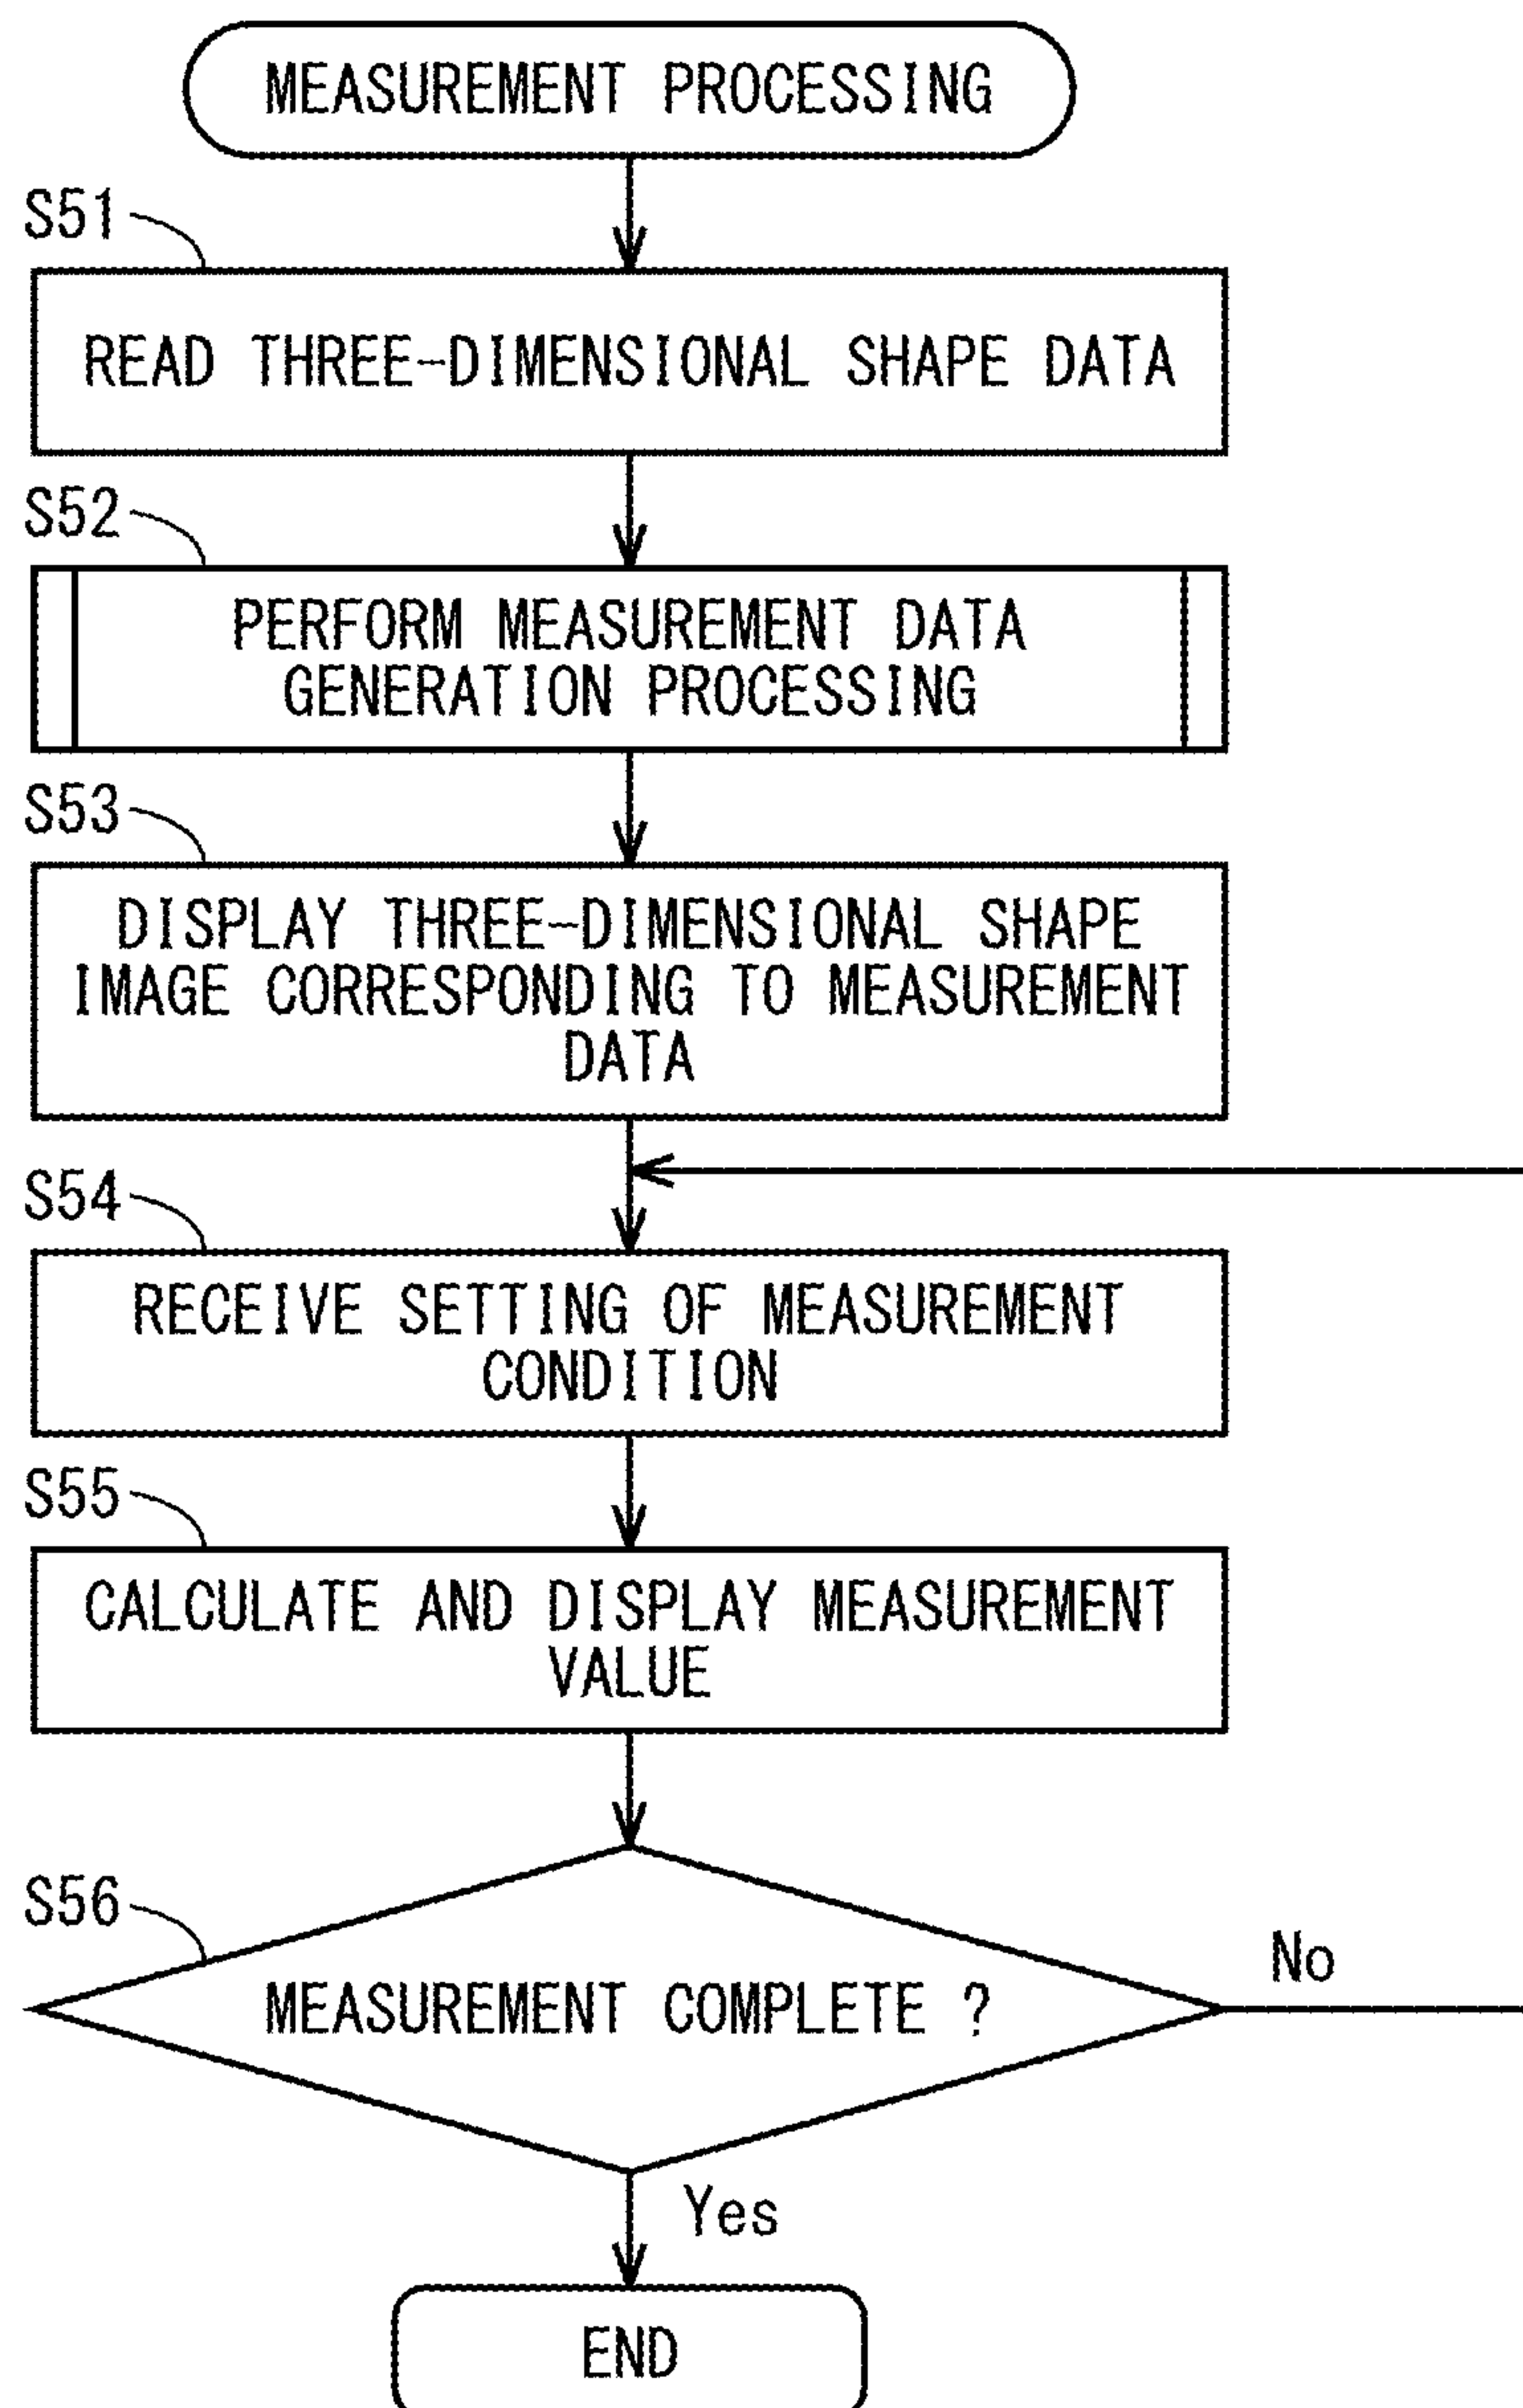 MEASUREMENT PROCESSING
S51
READ THREE-DIMENSIONAL SHAPE DATA
S52
PERFORM MEASUREMENT DATA
GENERATION PROCESSING
S53
DISPLAY THREE-DIMENSIONAL SHAPE
IMAGE CORRESPONDING TO MEASUREMENT
DATA
S54
RECEIVE SETTING OF MEASUREMENT
CONDITION
S55
CALCULATE AND DISPLAY MEASUREMENT
VALUE
S56
MEASUREMENT COMPLETE ?
No
Yes
END